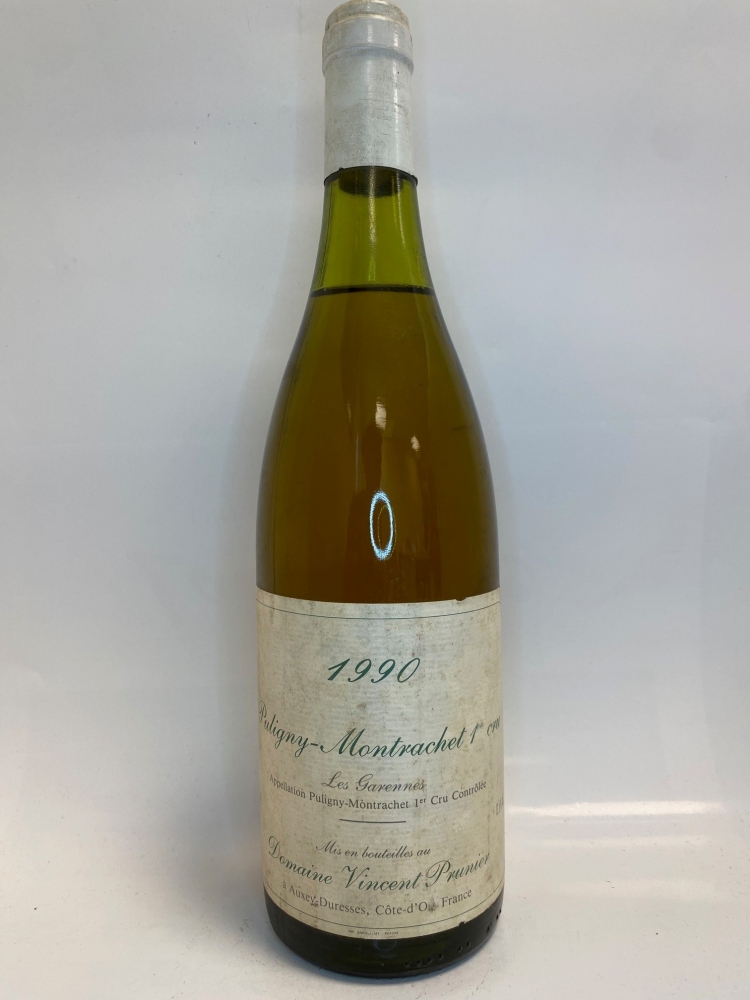 1990
Puligny-Montrachet 1er cru
Les Garennes
Appellation Puligny-Montrachet 1er Cru Contrôlée
Mis en bouteilles au
Domaine Vincent Prunier
à Auxey-Duresses, Côte-d'Or, France